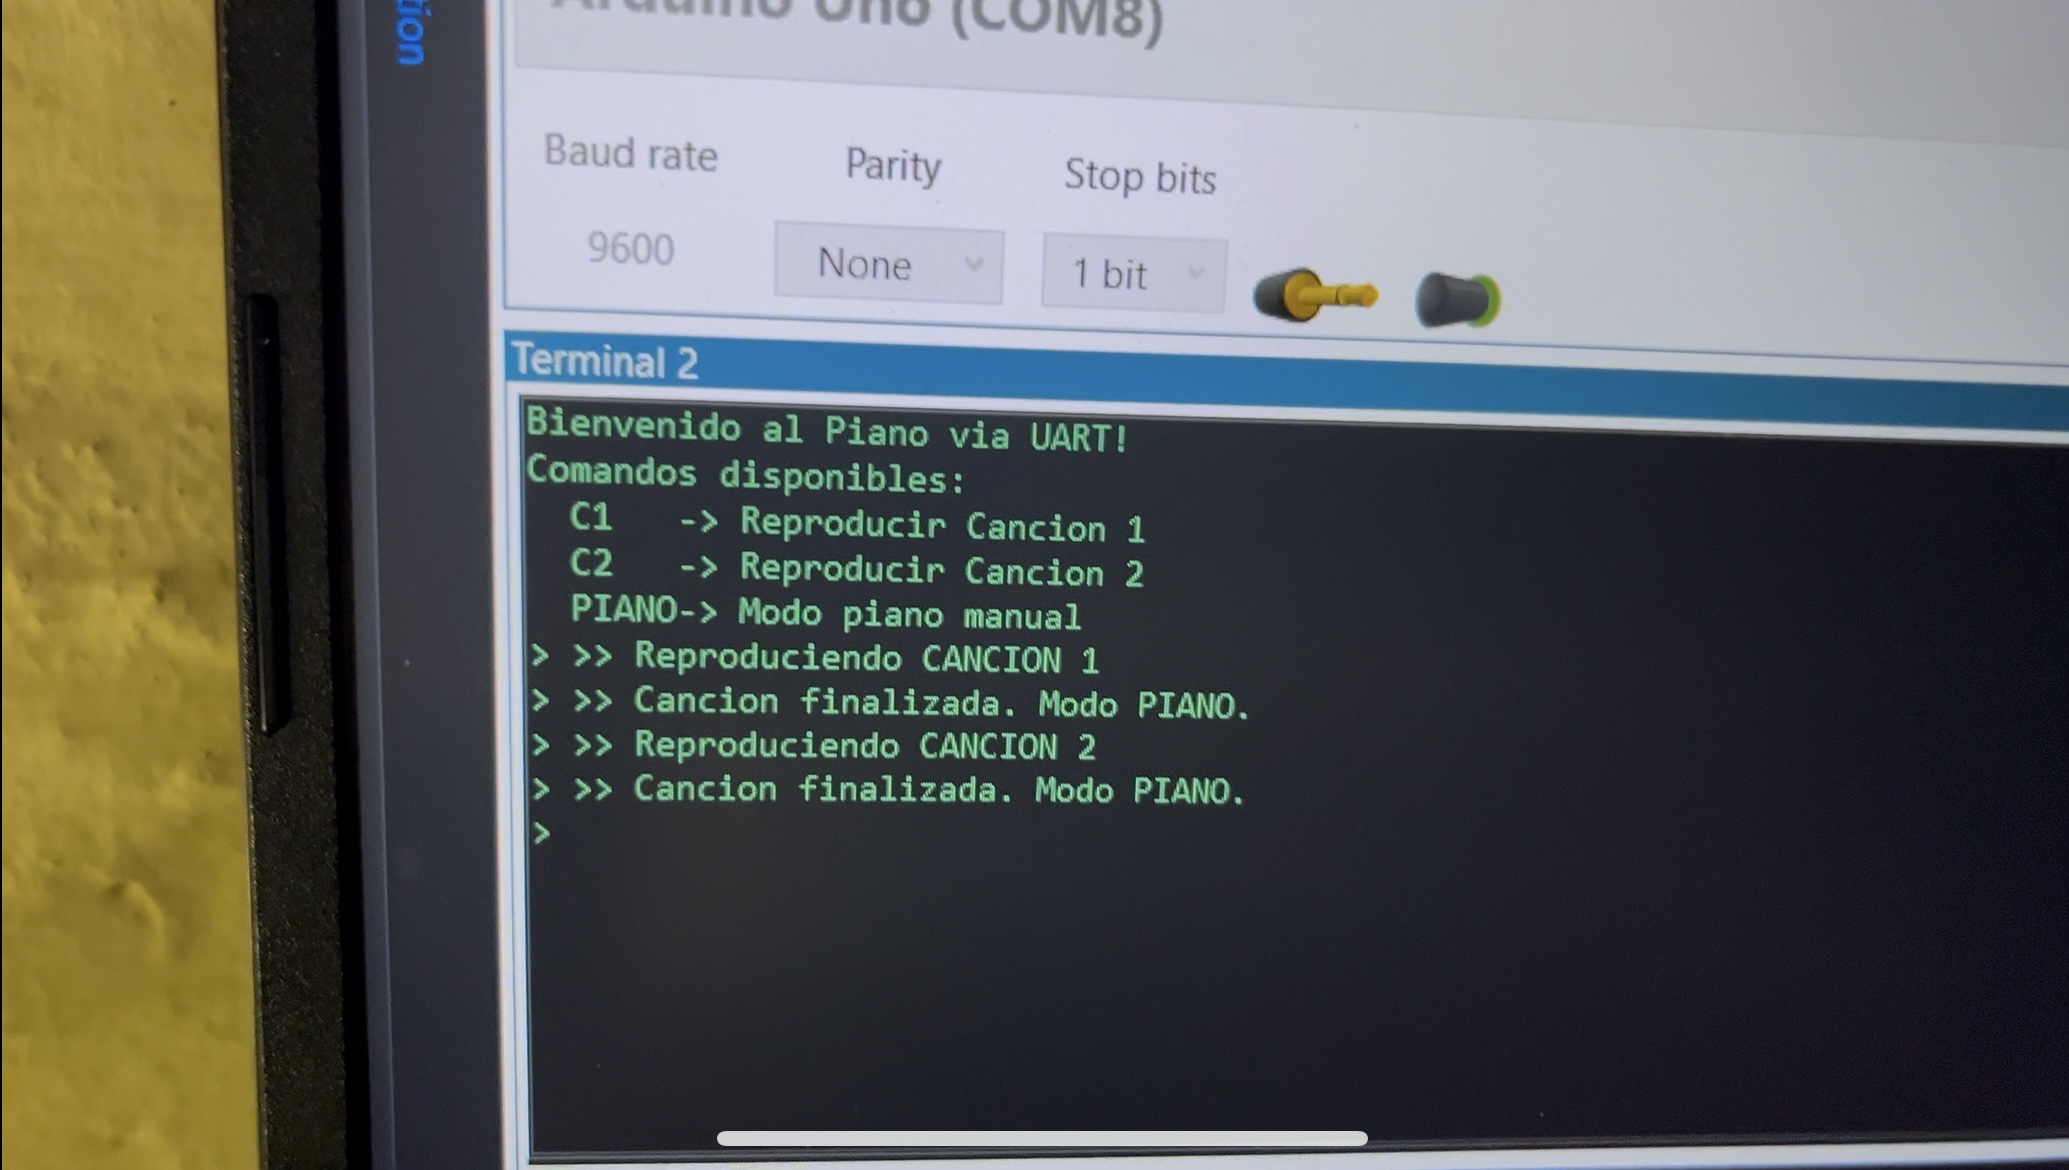 tion
Arduino Uno (COM8)
Baud rate Parity Stop bits
9600 None 1 bit
Terminal 2
Bienvenido al Piano via UART!
Comandos disponibles:
C1 -> Reproducir Cancion 1
C2 -> Reproducir Cancion 2
PIANO-> Modo piano manual
> >> Reproduciendo CANCION 1
> >> Cancion finalizada. Modo PIANO.
> >> Reproduciendo CANCION 2
> >> Cancion finalizada. Modo PIANO.
>